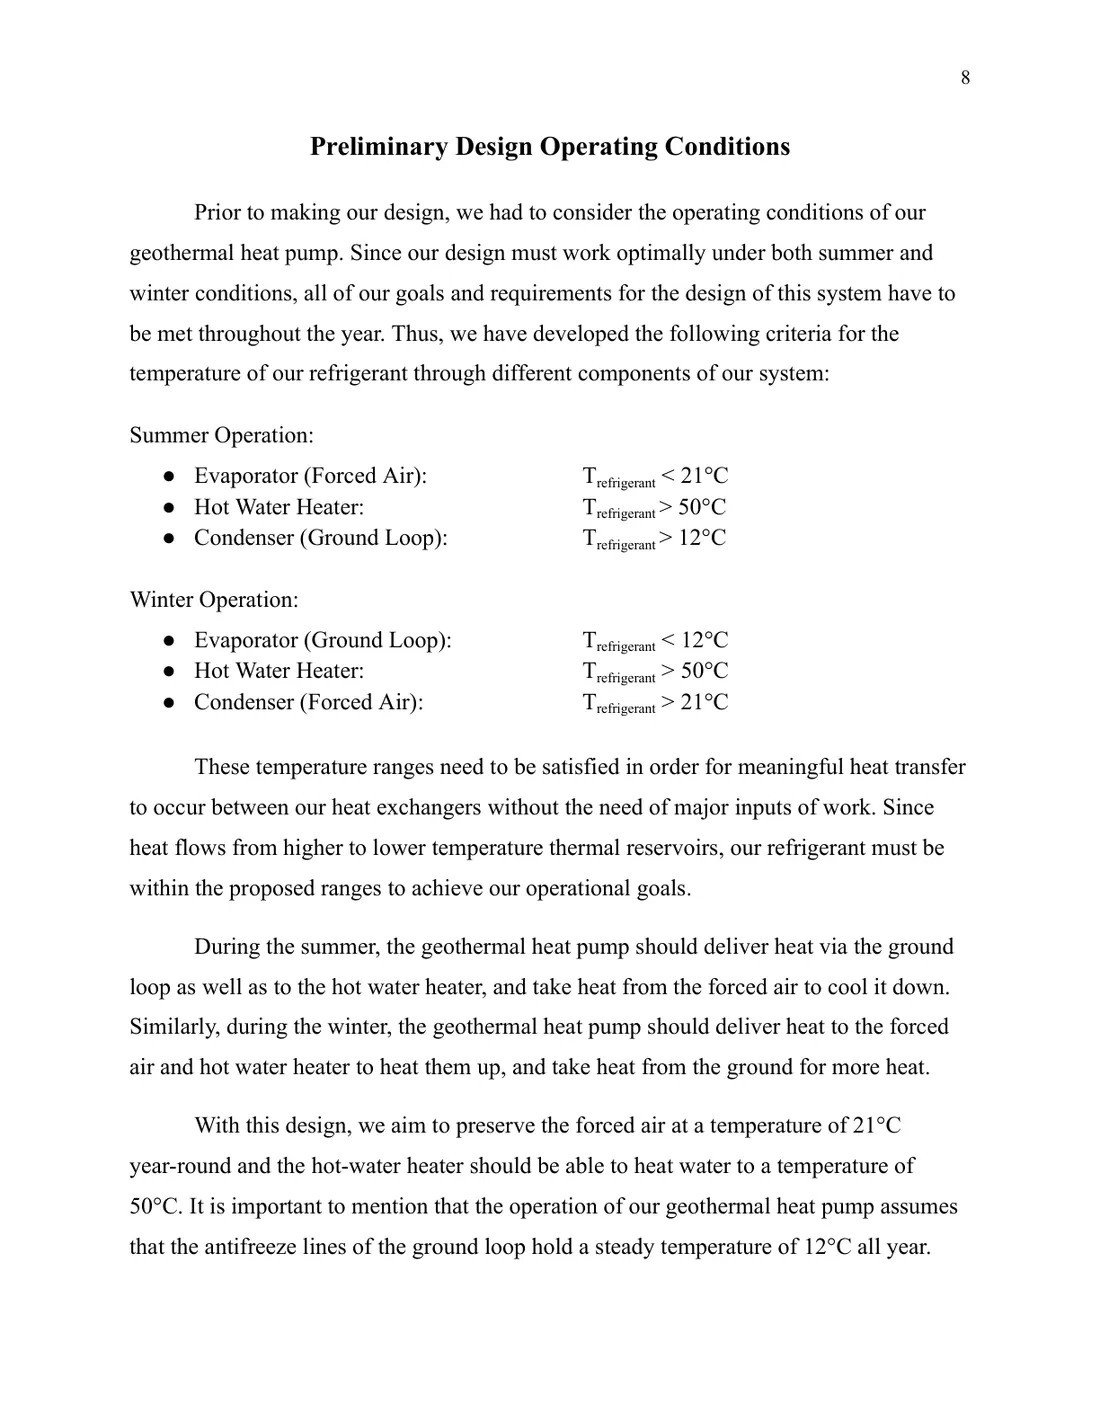 8
Preliminary Design Operating Conditions
Prior to making our design, we had to consider the operating conditions of our
geothermal heat pump. Since our design must work optimally under both summer and
winter conditions, all of our goals and requirements for the design of this system have to
be met throughout the year. Thus, we have developed the following criteria for the
temperature of our refrigerant through different components of our system:
Summer Operation:
● Evaporator (Forced Air): Trefrigerant < 21°C
● Hot Water Heater: Trefrigerant > 50°C
● Condenser (Ground Loop): Trefrigerant > 12°C
Winter Operation:
● Evaporator (Ground Loop): Trefrigerant < 12°C
● Hot Water Heater: Trefrigerant > 50°C
● Condenser (Forced Air): Trefrigerant > 21°C
These temperature ranges need to be satisfied in order for meaningful heat transfer
to occur between our heat exchangers without the need of major inputs of work. Since
heat flows from higher to lower temperature thermal reservoirs, our refrigerant must be
within the proposed ranges to achieve our operational goals.
During the summer, the geothermal heat pump should deliver heat via the ground
loop as well as to the hot water heater, and take heat from the forced air to cool it down.
Similarly, during the winter, the geothermal heat pump should deliver heat to the forced
air and hot water heater to heat them up, and take heat from the ground for more heat.
With this design, we aim to preserve the forced air at a temperature of 21°C
year-round and the hot-water heater should be able to heat water to a temperature of
50°C. It is important to mention that the operation of our geothermal heat pump assumes
that the antifreeze lines of the ground loop hold a steady temperature of 12°C all year.